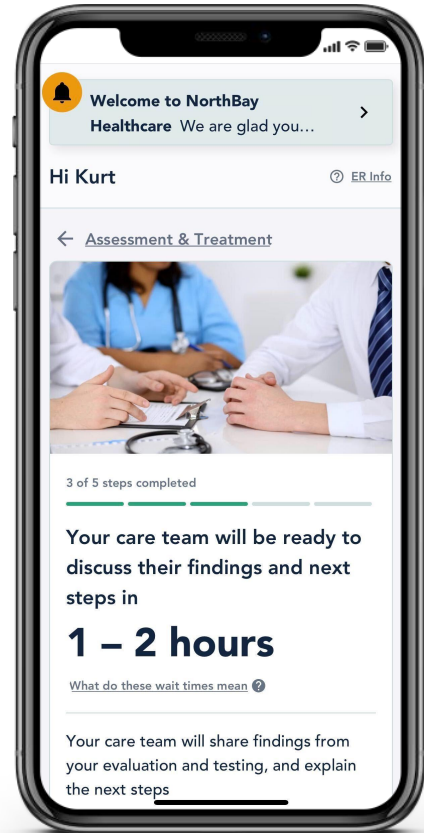 Welcome to NorthBay
Healthcare We are glad you...
Hi Kurt
ER Info
Assessment & Treatment
3 of 5 steps completed
Your care team will be ready to
discuss their findings and next
steps in
1 – 2 hours
What do these wait times mean
Your care team will share findings from
your evaluation and testing, and explain
the next steps